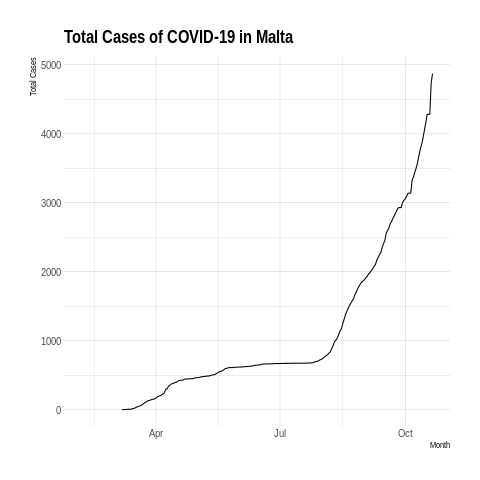 Total Cases of COVID-19 in Malta
Total Cases
5000
4000
3000
2000
1000
0
Apr
Jul
Oct
Month